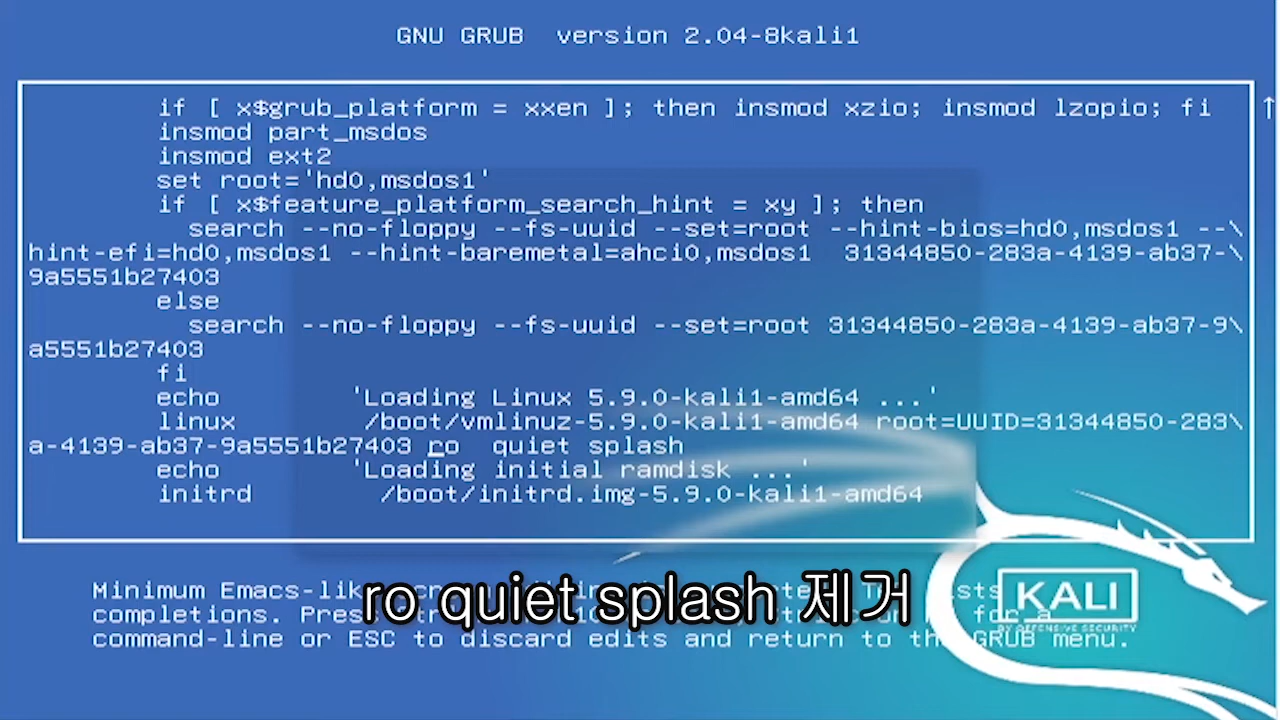 GNU GRUB version 2.04-8kali1
if [ x$grub_platform = xxen ]; then insmod xzio; insmod lzopio; fi
insmod part_msdos
insmod ext2
set root='hd0,msdos1'
if [ x$feature_platform_search_hint = xy ]; then
search --no-floppy --fs-uuid --set=root --hint-bios=hd0,msdos1 --\
hint-efi=hd0,msdos1 --hint-baremetal=ahci0,msdos1 31344850-283a-4139-ab37-\
9a5551b27403
else
search --no-floppy --fs-uuid --set=root 31344850-283a-4139-ab37-9\
a5551b27403
fi
echo 'Loading Linux 5.9.0-kali1-amd64 ...'
linux /boot/vmlinuz-5.9.0-kali1-amd64 root=UUID=31344850-283\
a-4139-ab37-9a5551b27403 ro quiet splash
echo 'Loading initial ramdisk ...'
initrd /boot/initrd.img-5.9.0-kali1-amd64
Minimum Emacs-like
completions. Press for a
command-line or ESC to discard edits and return to the GRUB menu.
ro quiet splash 제거
KALI
BY OFFENSIVE SECURITY